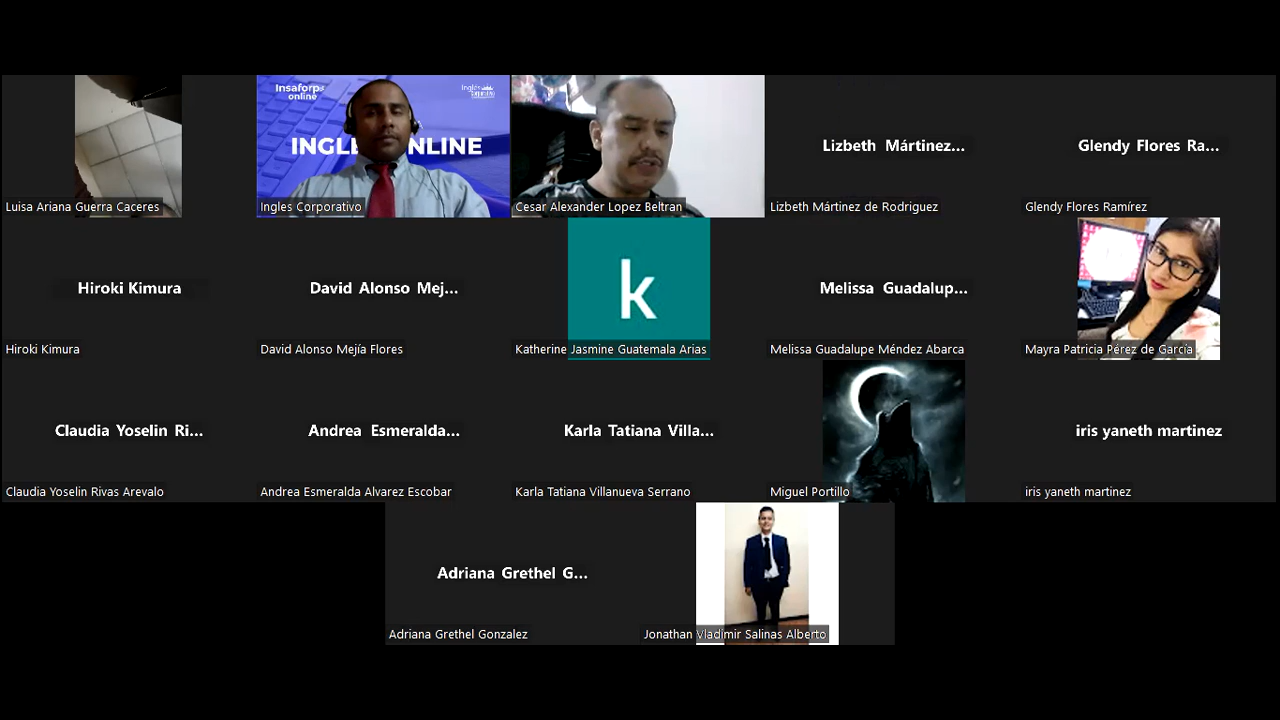 Insaforp
online
Inglés
corporativo
INGL NLINE
Luisa Ariana Guerra Caceres
Ingles Corporativo
Cesar Alexander Lopez Beltran
Lizbeth Mártinez...
Lizbeth Mártinez de Rodriguez
Glendy Flores Ra...
Glendy Flores Ramírez
Hiroki Kimura
Hiroki Kimura
David Alonso Mej...
David Alonso Mejía Flores
k
Katherine Jasmine Guatemala Arias
Melissa Guadalup...
Melissa Guadalupe Méndez Abarca
Mayra Patricia Pérez de García
Claudia Yoselin Ri...
Claudia Yoselin Rivas Arevalo
Andrea Esmeralda...
Andrea Esmeralda Alvarez Escobar
Karla Tatiana Villa...
Karla Tatiana Villanueva Serrano
Miguel Portillo
iris yaneth martinez
iris yaneth martinez
Adriana Grethel G...
Adriana Grethel Gonzalez
Jonathan Vladimir Salinas Alberto